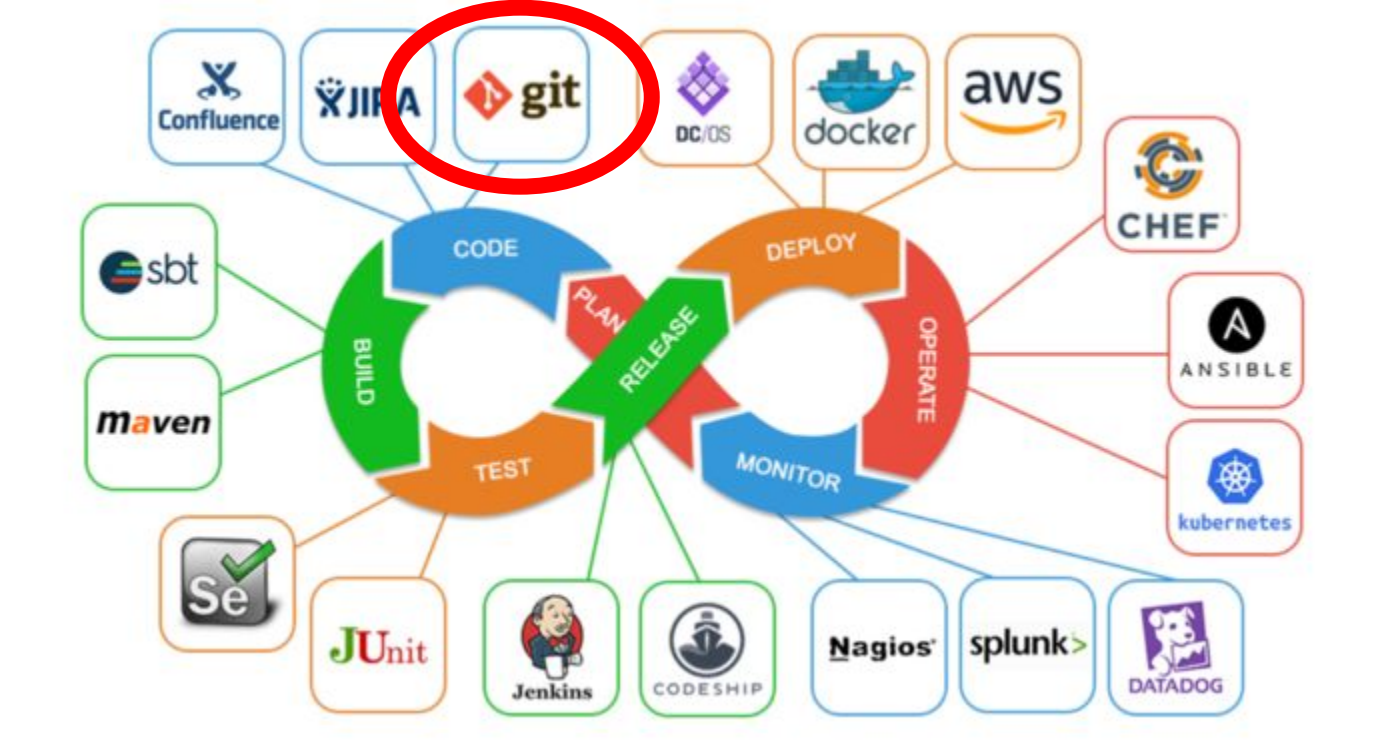 Confluence
JIRA
git
DC/OS
docker
aws
CHEF
sbt
CODE
DEPLOY
PLAN
RELEASE
BUILD
OPERATE
ANSIBLE
maven
TEST
MONITOR
kubernetes
Se
JUnit
Jenkins
CODESHIP
Nagios®
splunk>
DATADOG